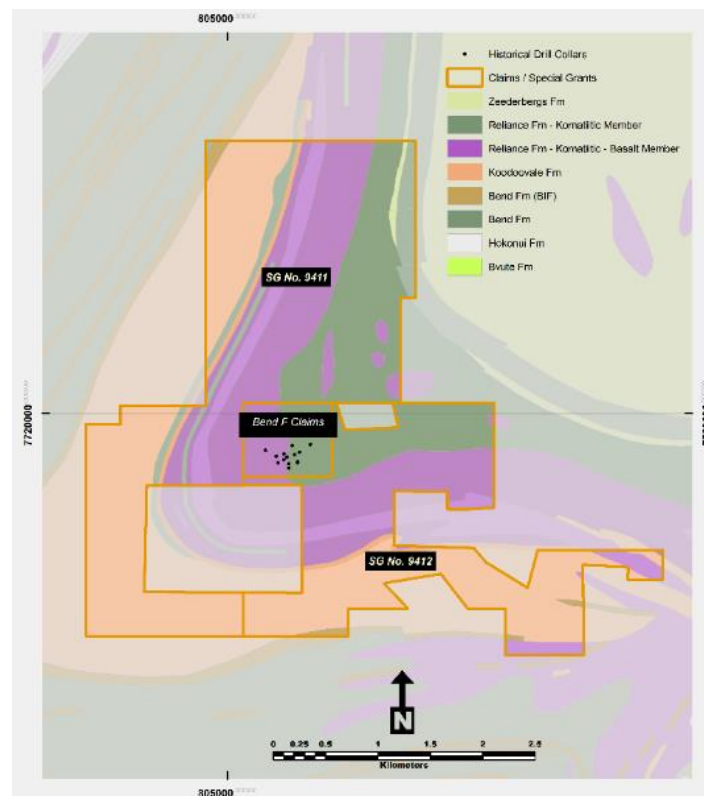 805000
Historical Drill Collars
Claims / Special Grants
Zeederbergs Fm
Reliance Fm - Komatiitic Member
Reliance Fm - Komatiitic - Basalt Member
Koodoovale Fm
Bend Fm (BIF)
Bend Fm
Hokonui Fm
Bvute Fm
SG No. 9411
7720000
Bend F Claims
SG No. 9412
N
0 0.25 0.5 1 1.5 2 2.5
Kilometers
805000